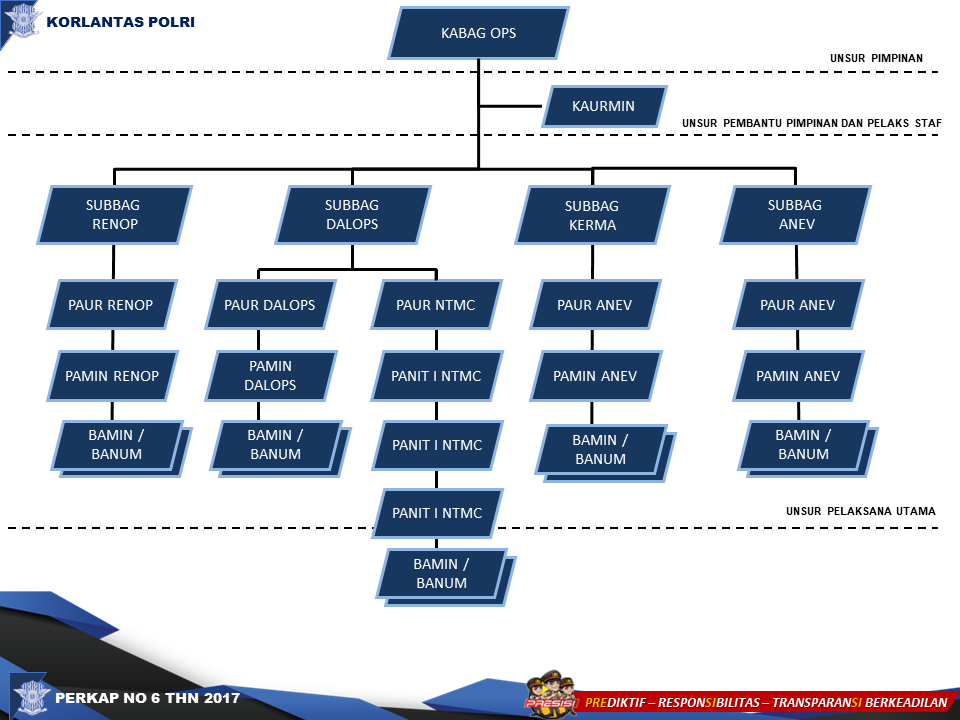 KORLANTAS POLRI
KABAG OPS
UNSUR PIMPINAN
KAURMIN
UNSUR PEMBANTU PIMPINAN DAN PELAKS STAF
SUBBAG
RENOP
SUBBAG
DALOPS
SUBBAG
KERMA
SUBBAG
ANEV
PAUR RENOP
PAUR DALOPS
PAUR NTMC
PAUR ANEV
PAUR ANEV
PAMIN RENOP
PAMIN
DALOPS
PANIT I NTMC
PAMIN ANEV
PAMIN ANEV
BAMIN /
BANUM
BAMIN /
BANUM
PANIT I NTMC
BAMIN /
BANUM
BAMIN /
BANUM
PANIT I NTMC
UNSUR PELAKSANA UTAMA
BAMIN /
BANUM
PERKAP NO 6 THN 2017
PRESISI
PREDIKTIF – RESPONSIBILITAS – TRANSPARANSI BERKEADILAN